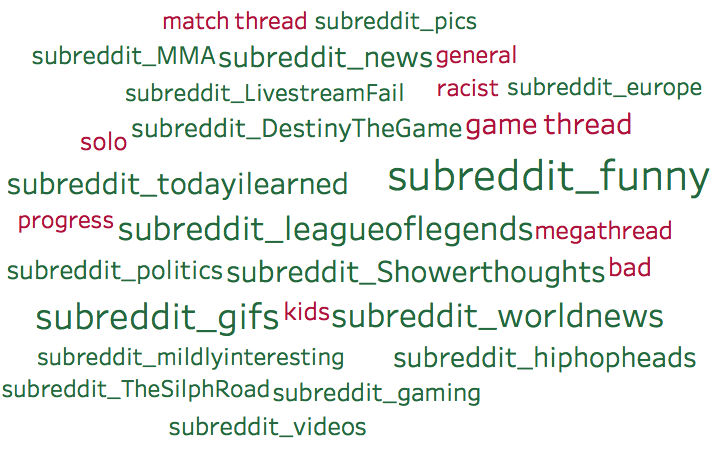 match thread subreddit_pics
subreddit_MMA subreddit_news general
subreddit_LivestreamFail racist subreddit_europe
solo subreddit_DestinyTheGame game thread
subreddit_todayilearned subreddit_funny
progress subreddit_leagueoflegends megathread
subreddit_politics subreddit_Showerthoughts bad
subreddit_gifs kids subreddit_worldnews
subreddit_mildlyinteresting subreddit_hiphopheads
subreddit_TheSilphRoad subreddit_gaming
subreddit_videos